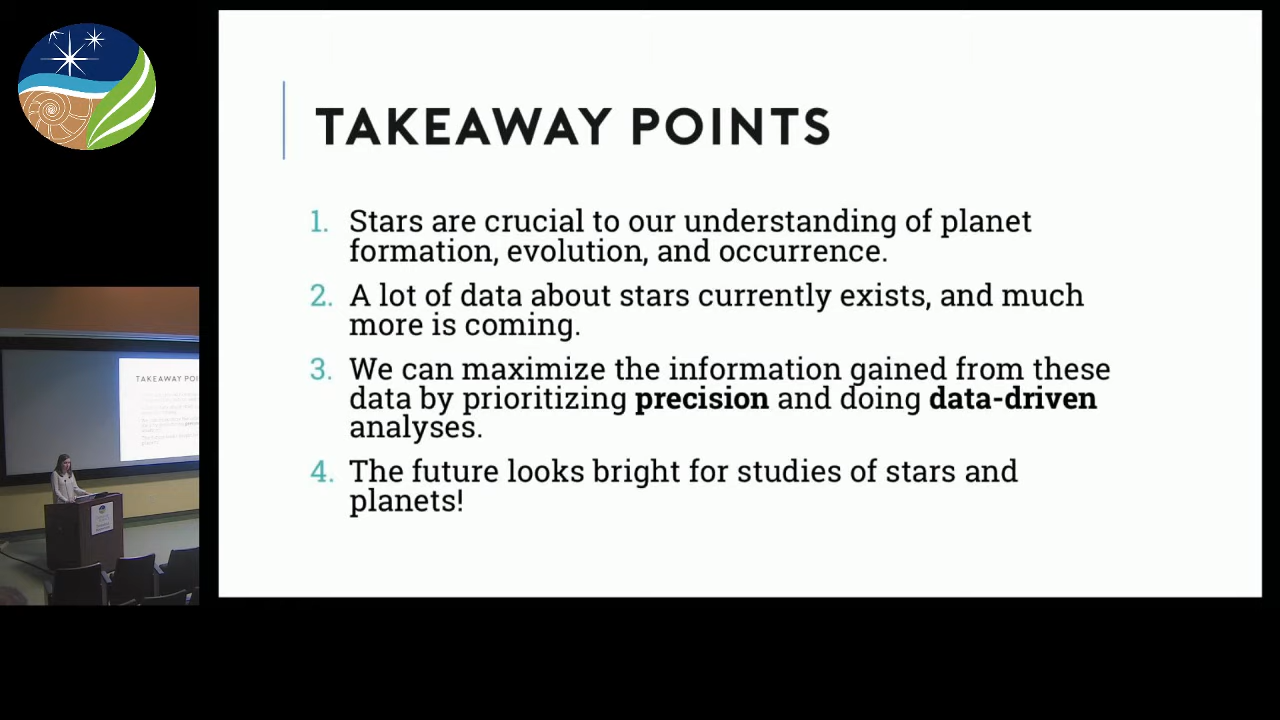 TAKEAWAY POINTS
1. Stars are crucial to our understanding of planet
formation, evolution, and occurrence.
2. A lot of data about stars currently exists, and much
more is coming.
3. We can maximize the information gained from these
data by prioritizing precision and doing data-driven
analyses.
4. The future looks bright for studies of stars and
planets!
TAKEAWAY POI